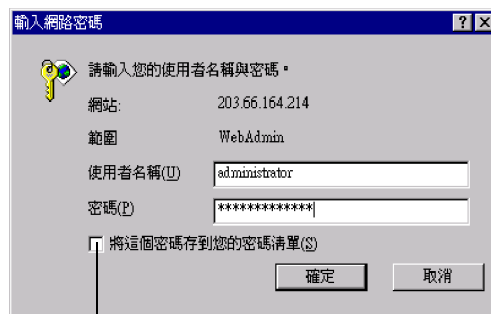 輸入網路密碼
請輸入您的使用者名稱與密碼。
網站: 203.66.164.214
範圍 WebAdmin
使用者名稱(U) administrator
密碼(P) *************
將這個密碼存到您的密碼清單(S)
確定 取消